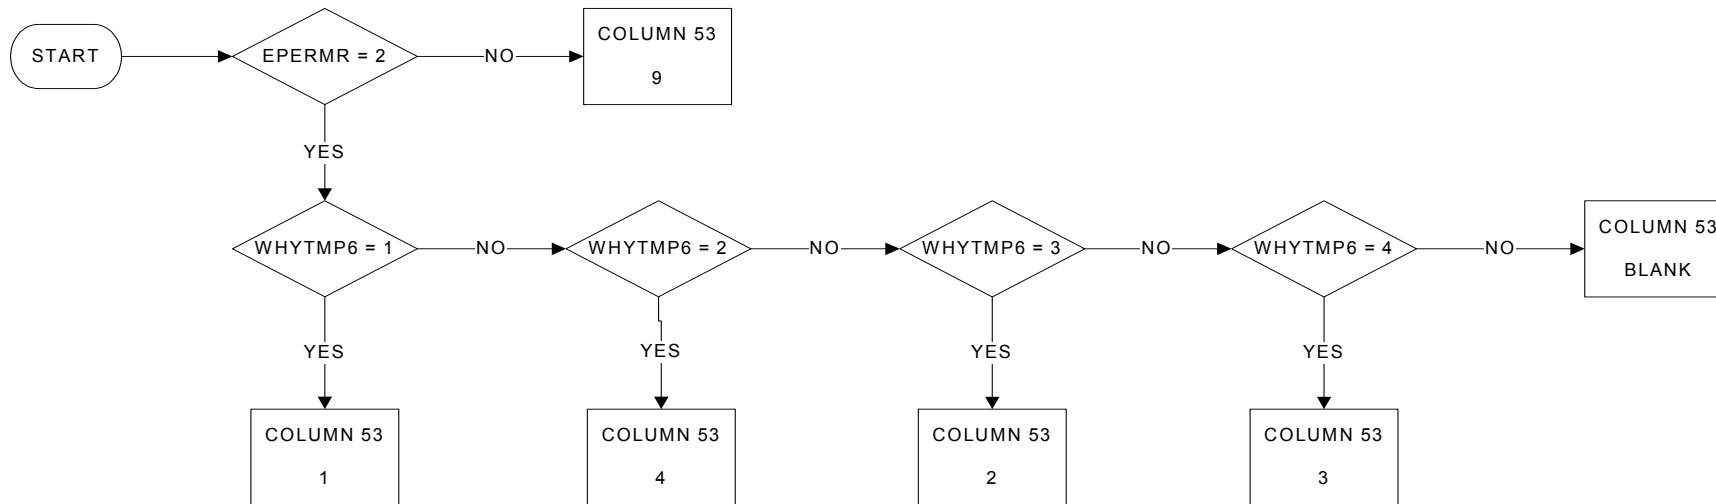 START
EPERMR = 2
NO
COLUMN 53
9
YES
WHYTMP6 = 1
NO
WHYTMP6 = 2
NO
WHYTMP6 = 3
NO
WHYTMP6 = 4
NO
COLUMN 53
BLANK
YES
YES
YES
YES
COLUMN 53
1
COLUMN 53
4
COLUMN 53
2
COLUMN 53
3